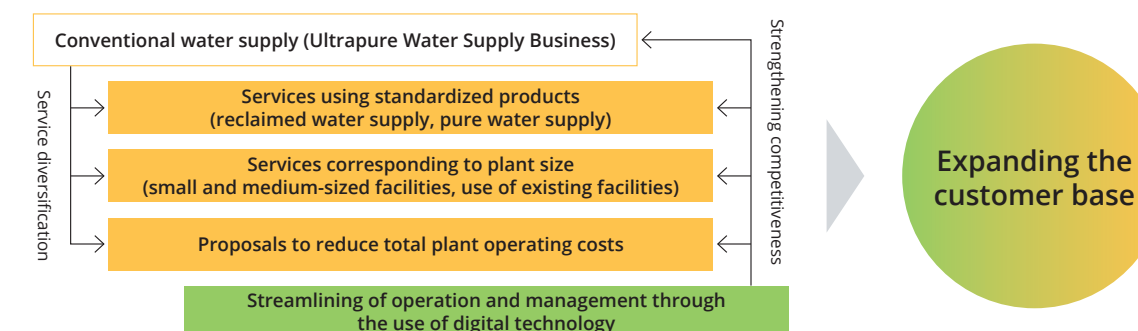 Conventional water supply (Ultrapure Water Supply Business)
Service diversification
Strengthening competitiveness
Services using standardized products
(reclaimed water supply, pure water supply)
Services corresponding to plant size
(small and medium-sized facilities, use of existing facilities)
Proposals to reduce total plant operating costs
Streamlining of operation and management through
the use of digital technology
Expanding the
customer base